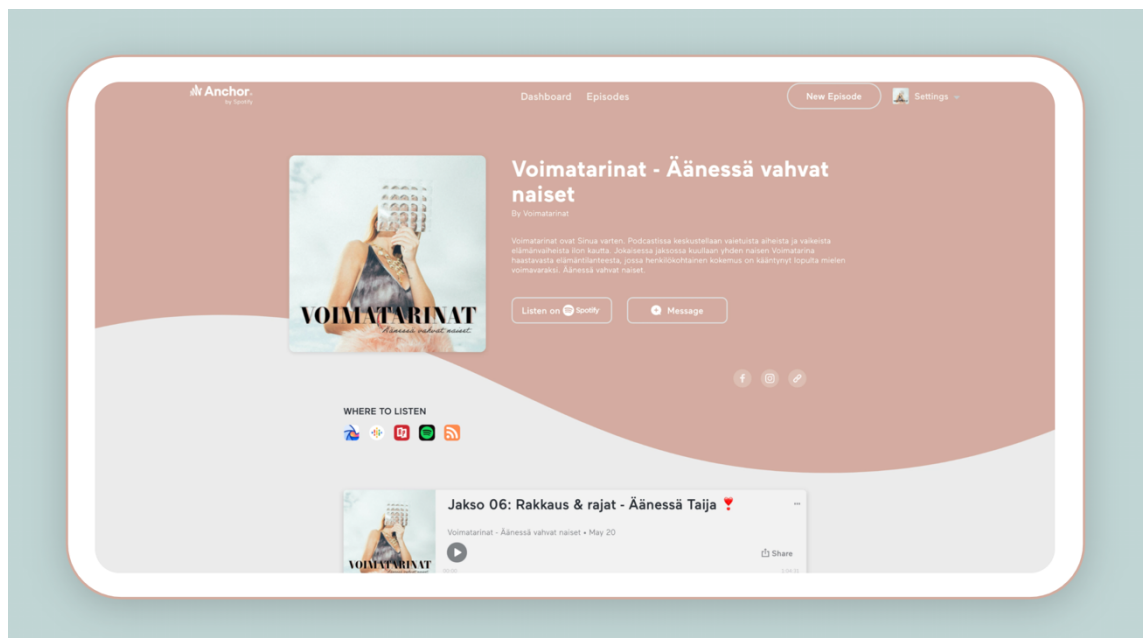 Anchor
by Spotify
Dashboard Episodes
New Episode
Settings
Voimatarinat - Äänessä vahvat
naiset
By Voimatarinat
Voimatarinat ovat Sinua varten. Podcastissa keskustellaan vaietuista aiheista ja vaikeista
elämänvaiheista ilon kautta. Jokaisessa jaksossa kuullaan yhden naisen Voimatarina
haastavasta elämäntilanteesta, jossa henkilökohtainen kokemus on kääntynyt lopulta mielen
voimavaraksi. Äänessä vahvat naiset.
VOIMATARINAT
Äänessä vahvat naiset
Listen on Spotify
Message
WHERE TO LISTEN
Jakso 06: Rakkaus & rajat - Äänessä Taija ❣️
Voimatarinat - Äänessä vahvat naiset • May 20
VOIMATARINAT
Share